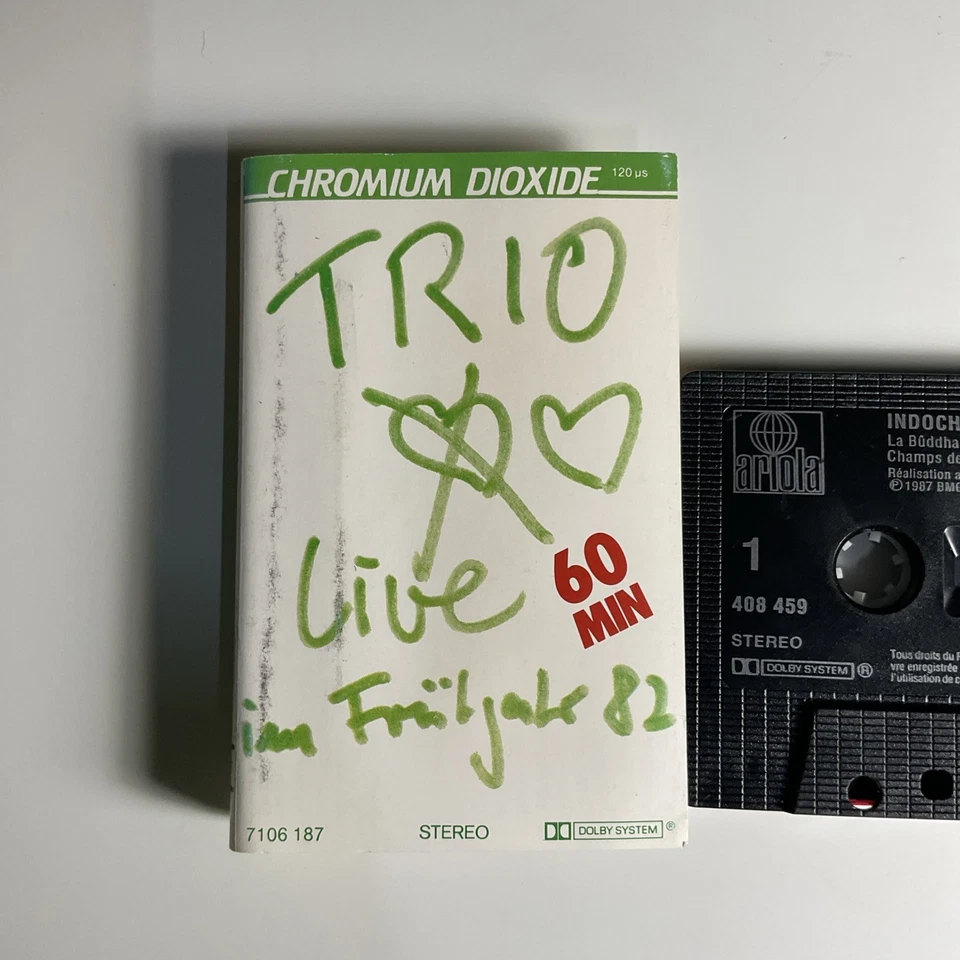 CHROMIUM DIOXIDE 120 µs
TRIO
Live
60
MIN
im Frühjahr 82
7106 187 STEREO DOLBY SYSTEM ®
ariola
INDOCH
La Bûddha
Champs de
Réalisation a
℗ 1987 BMG
1
408 459
STEREO
DOLBY SYSTEM ®
Tous droits du
vre enregistrée
l'utilisation de